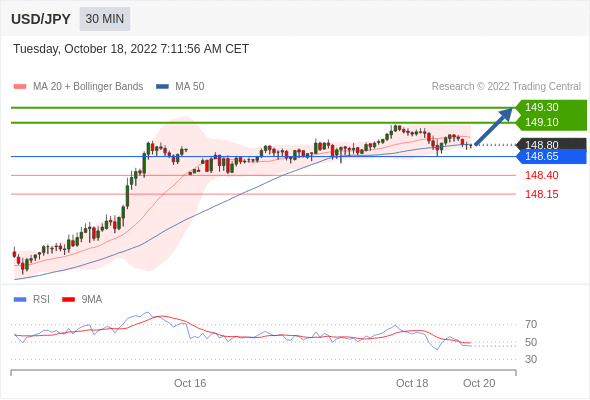 USD/JPY 30 MIN
Tuesday, October 18, 2022 7:11:56 AM CET
MA 20 + Bollinger Bands MA 50 Research © 2022 Trading Central
149.30
149.10
148.80
148.65
148.40
148.15
RSI 9MA
70
50
30
Oct 16 Oct 18 Oct 20